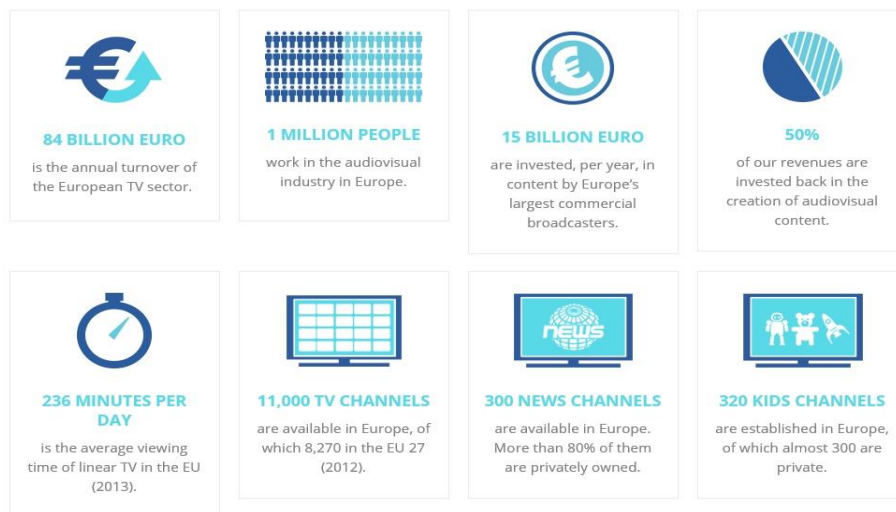 84 BILLION EURO
is the annual turnover of
the European TV sector.
1 MILLION PEOPLE
work in the audiovisual
industry in Europe.
15 BILLION EURO
are invested, per year, in
content by Europe's
largest commercial
broadcasters.
50%
of our revenues are
invested back in the
creation of audiovisual
content.
236 MINUTES PER
DAY
is the average viewing
time of linear TV in the EU
(2013).
11,000 TV CHANNELS
are available in Europe, of
which 8,270 in the EU 27
(2012).
news
300 NEWS CHANNELS
are available in Europe.
More than 80% of them
are privately owned.
320 KIDS CHANNELS
are established in Europe,
of which almost 300 are
private.